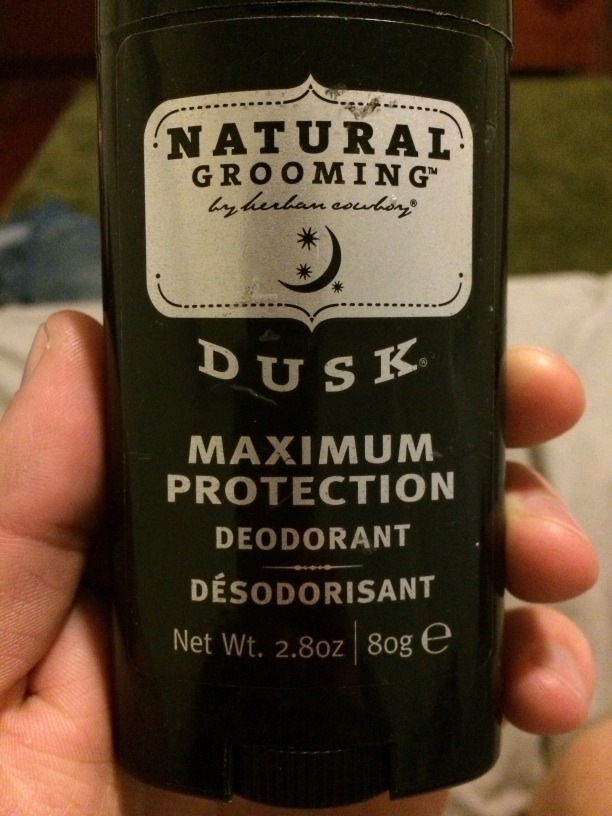 NATURAL
GROOMING™
by herban cowboy®
DUSK®
MAXIMUM
PROTECTION
DEODORANT
DÉSODORISANT
Net Wt. 2.8oz | 80g ℮